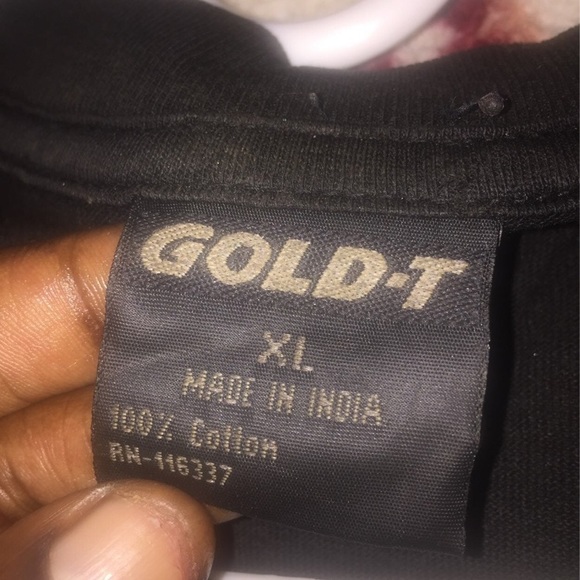 GOLD-T
XL
MADE IN INDIA
100% Cotton
RN-116337